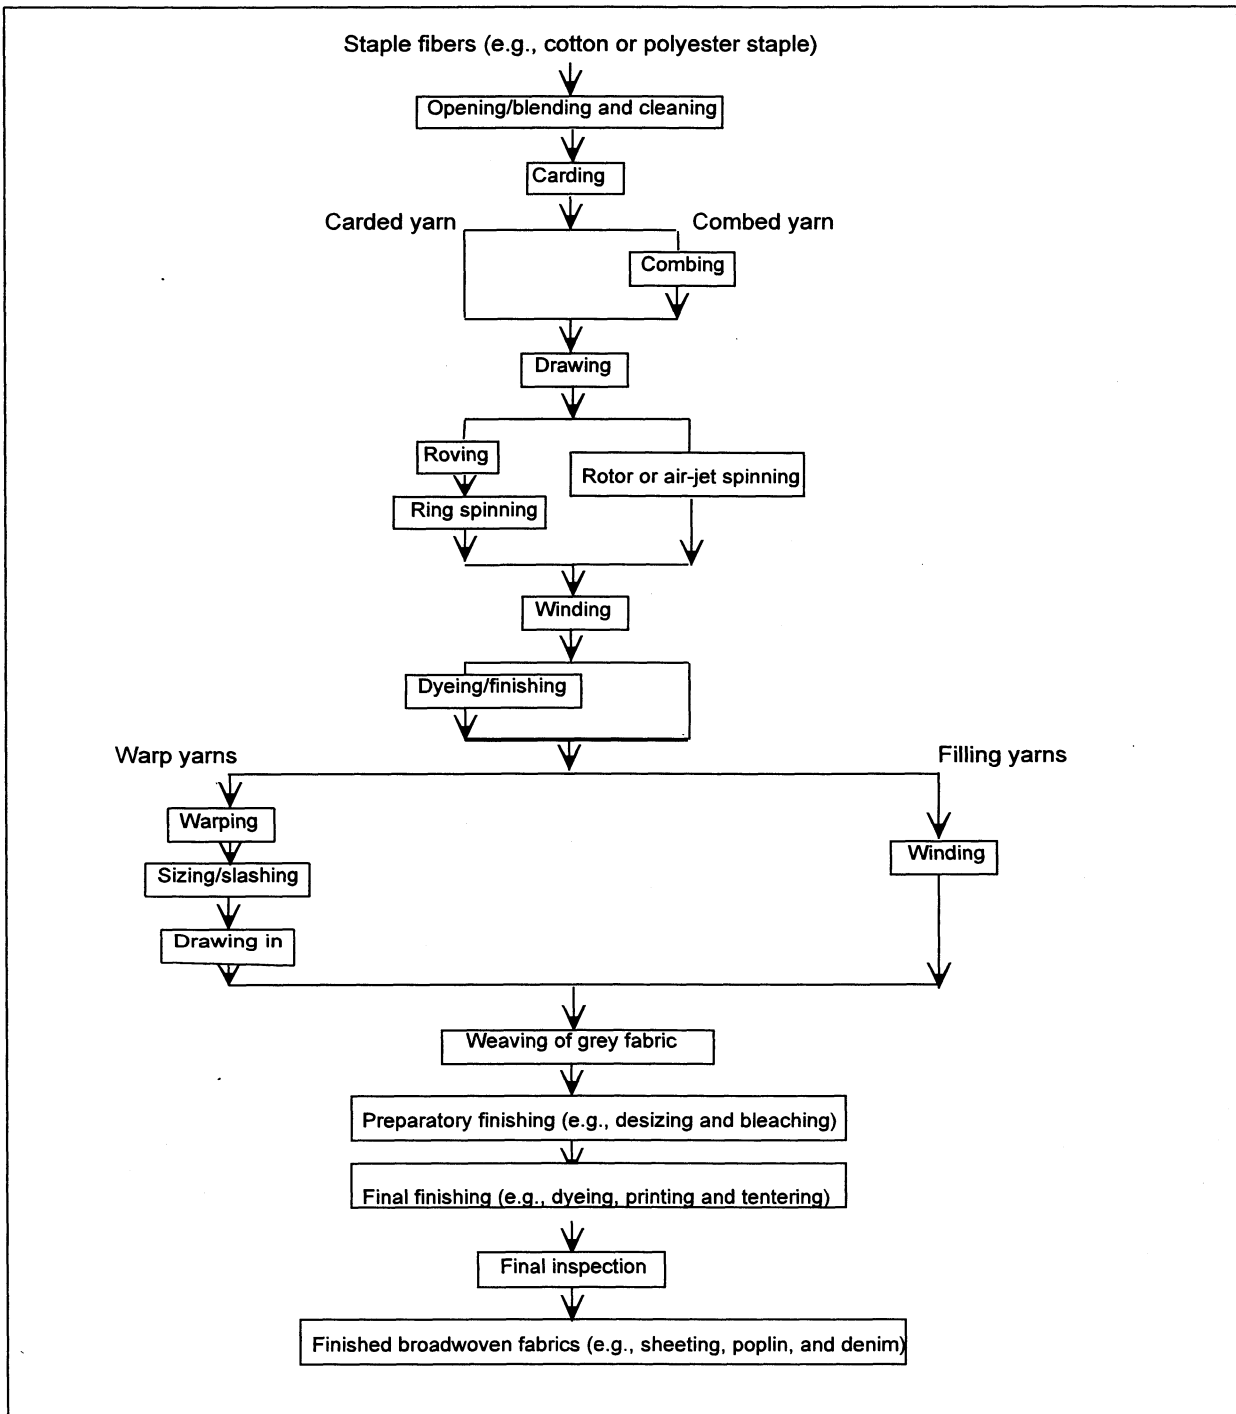 Staple fibers (e.g., cotton or polyester staple)
Opening/blending and cleaning
Carding
Carded yarn
Combed yarn
Combing
Drawing
Roving
Rotor or air-jet spinning
Ring spinning
Winding
Dyeing/finishing
Warp yarns
Filling yarns
Warping
Winding
Sizing/slashing
Drawing in
Weaving of grey fabric
Preparatory finishing (e.g., desizing and bleaching)
Final finishing (e.g., dyeing, printing and tentering)
Final inspection
Finished broadwoven fabrics (e.g., sheeting, poplin, and denim)